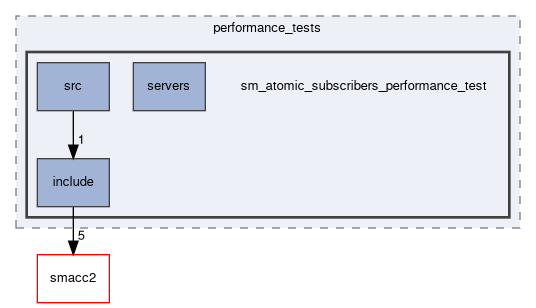 performance_tests
src
servers
sm_atomic_subscribers_performance_test
1
include
5
smacc2